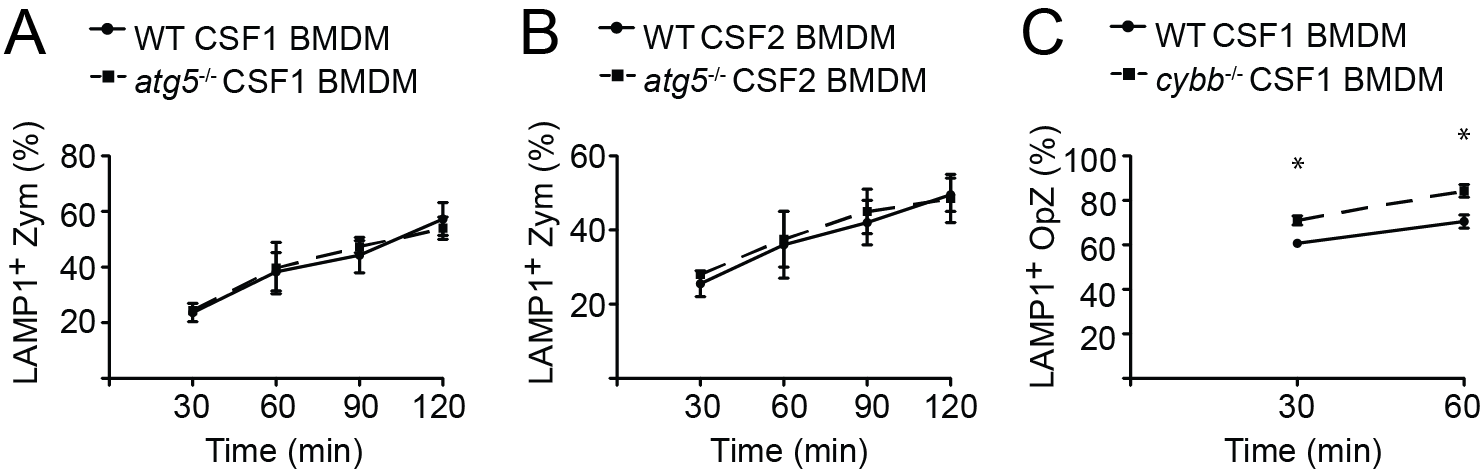 A
WT CSF1 BMDM
atg5-/- CSF1 BMDM
LAMP1+ Zym (%)
80
60
40
20
30 60 90 120
Time (min)
B
WT CSF2 BMDM
atg5-/- CSF2 BMDM
LAMP1+ Zym (%)
60
40
20
30 60 90 120
Time (min)
C
WT CSF1 BMDM
cybb-/- CSF1 BMDM
LAMP1+ OpZ (%)
100
80
60
40
20
* *
30 60
Time (min)